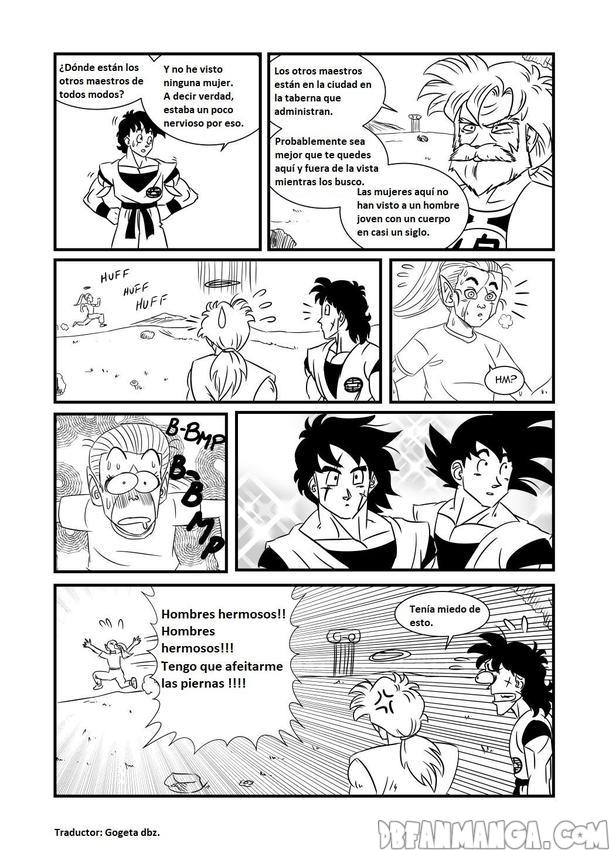 ¿Dónde están los
otros maestros de
todos modos?
Y no he visto
ninguna mujer.
A decir verdad,
estaba un poco
nervioso por eso.
Los otros maestros
están en la ciudad en
la taberna que
administran.
Probablemente sea
mejor que te quedes
aquí y fuera de la vista
mientras los busco.
Las mujeres aquí no
han visto a un hombre
joven con un cuerpo
en casi un siglo.
HUFF
HUFF
HUFF
HM?
B-BMP
B-
BMP
Hombres hermosos!!
Hombres
hermosos!!!
Tengo que afeitarme
las piernas !!!!
Tenía miedo de
esto.
Traductor: Gogeta dbz.
DBFANMANGA.COM